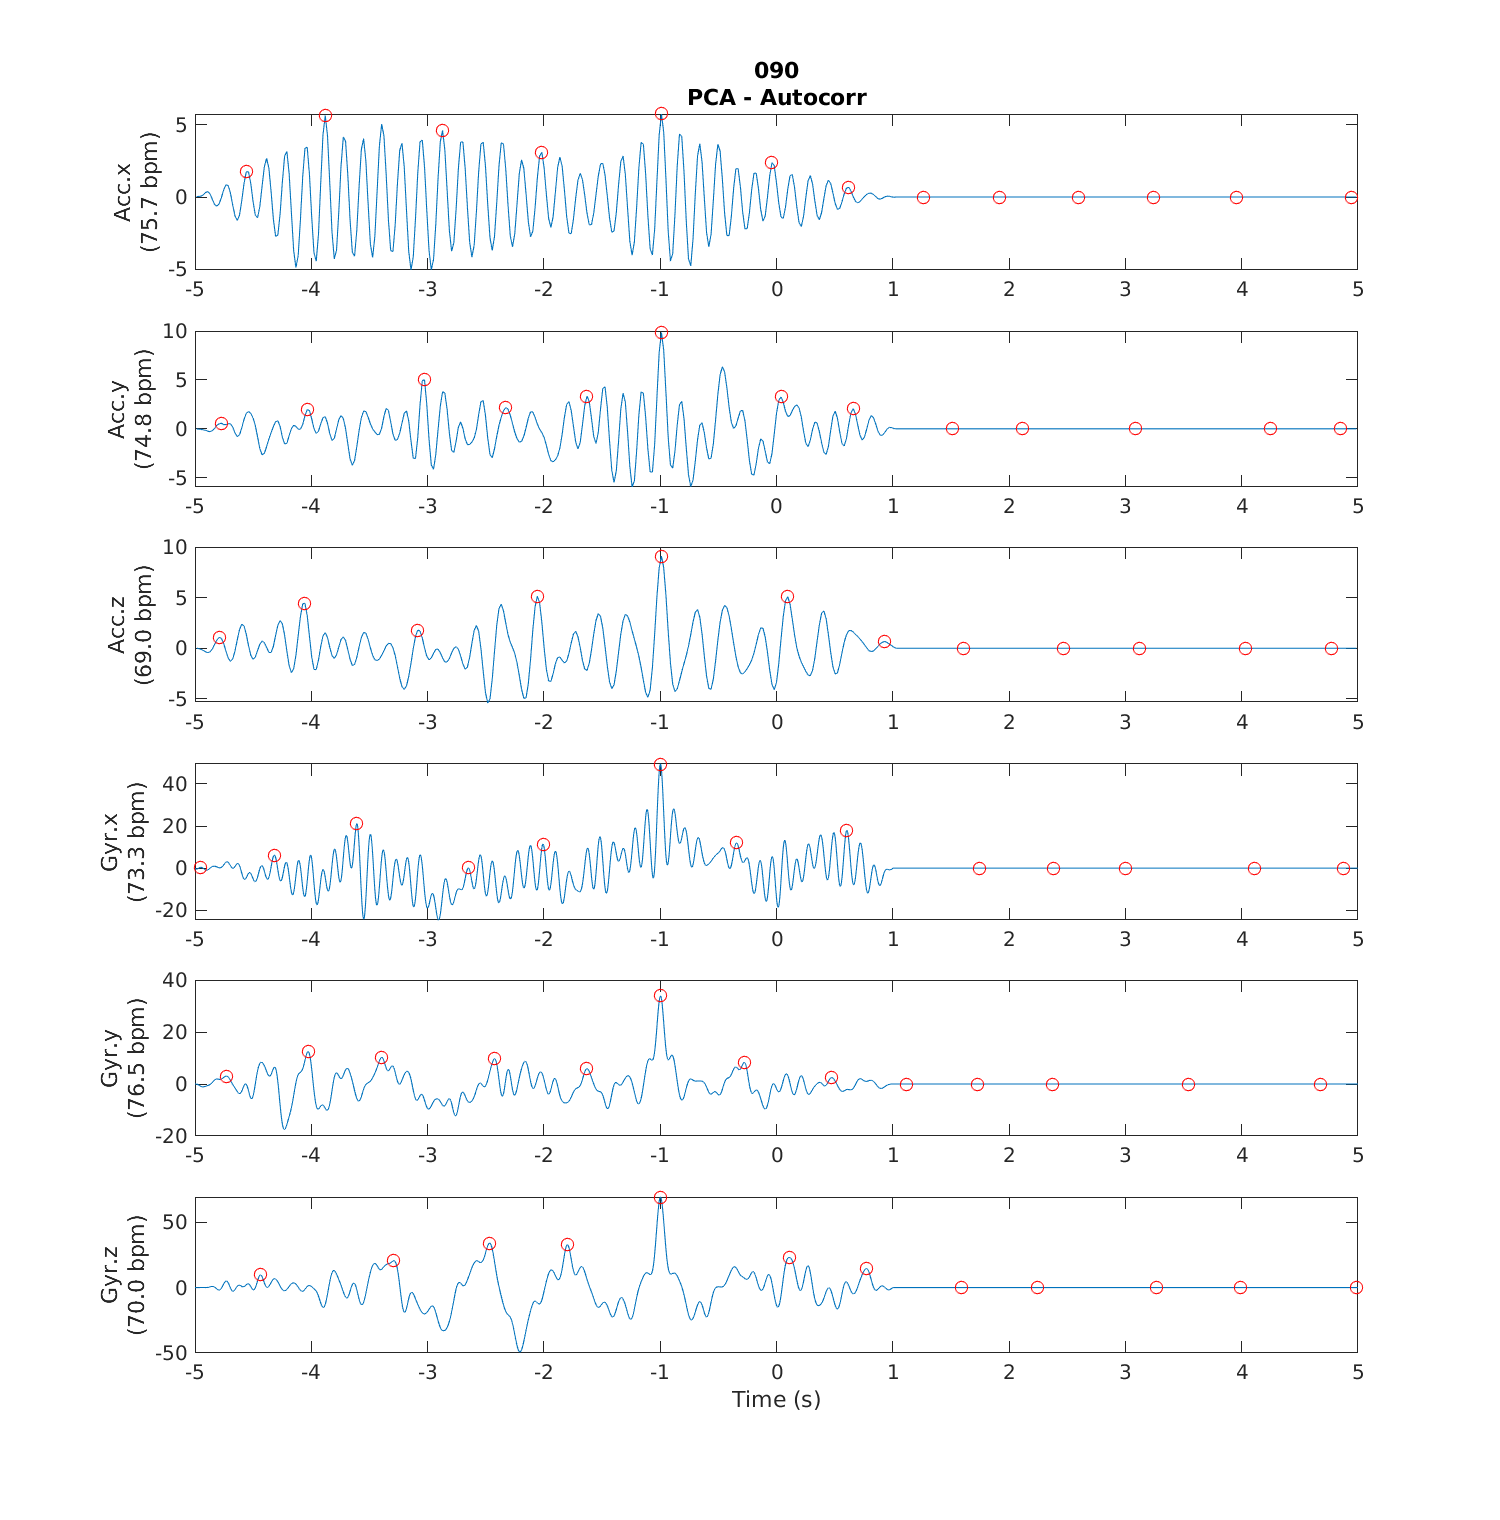 090
PCA - Autocorr
Acc.x
(75.7 bpm)
5
0
-5
-5 -4 -3 -2 -1 0 1 2 3 4 5
Acc.y
(74.8 bpm)
10
5
0
-5
-5 -4 -3 -2 -1 0 1 2 3 4 5
Acc.z
(69.0 bpm)
10
5
0
-5
-5 -4 -3 -2 -1 0 1 2 3 4 5
Gyr.x
(73.3 bpm)
40
20
0
-20
-5 -4 -3 -2 -1 0 1 2 3 4 5
Gyr.y
(76.5 bpm)
40
20
0
-20
-5 -4 -3 -2 -1 0 1 2 3 4 5
Gyr.z
(70.0 bpm)
50
0
-50
-5 -4 -3 -2 -1 0 1 2 3 4 5
Time (s)